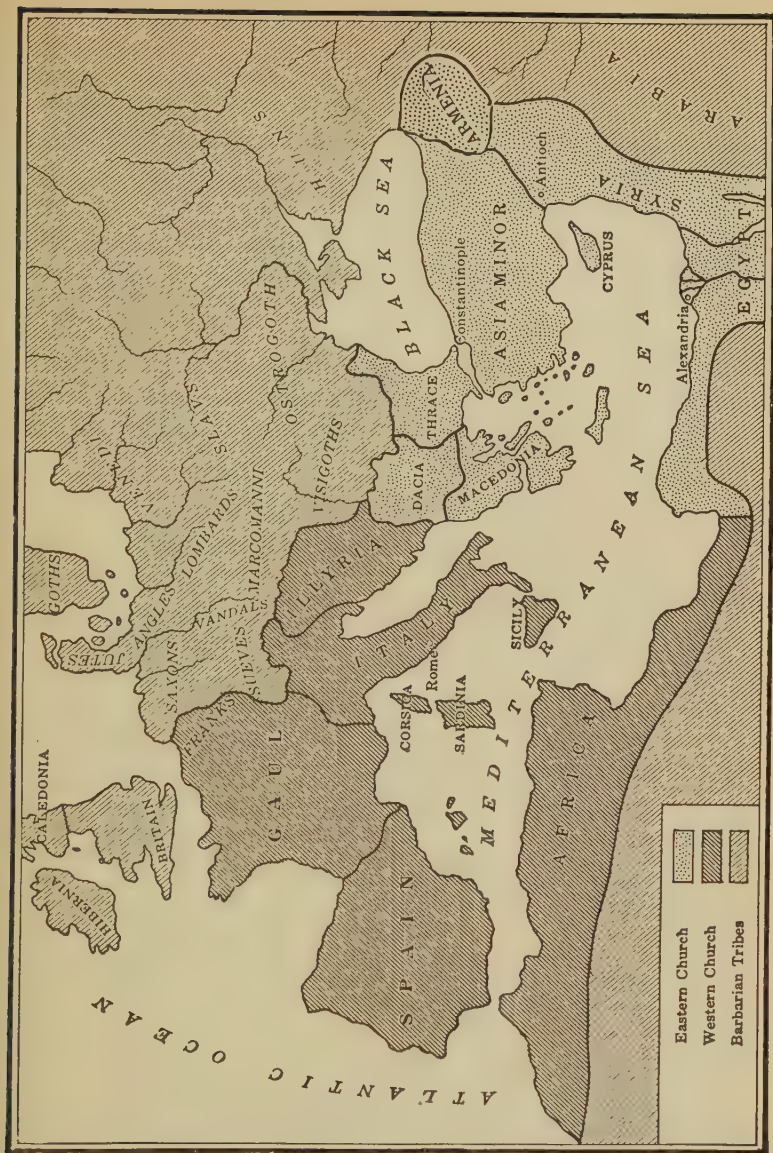 ATLANTIC OCEAN
HIBERNIA
CALEDONIA
BRITAIN
JUTES
GOTHS
ANGLES
SAXONS
FRANKS
SUEVES
VANDALS
LOMBARDS
MARCOMANNI
VENEDI
SLAVS
OSTROGOTH
VISIGOTHS
HUNS
GAUL
SPAIN
ITALY
ILLYRIA
DACIA
THRACE
MACEDONIA
BLACK SEA
ARMENIA
Constantinople
ASIA MINOR
Antioch
SYRIA
ARABIA
CYPRUS
CORSICA
Rome
SARDINIA
SICILY
MEDITERRANEAN SEA
AFRICA
Alexandria
EGYPT
Eastern Church
Western Church
Barbarian Tribes